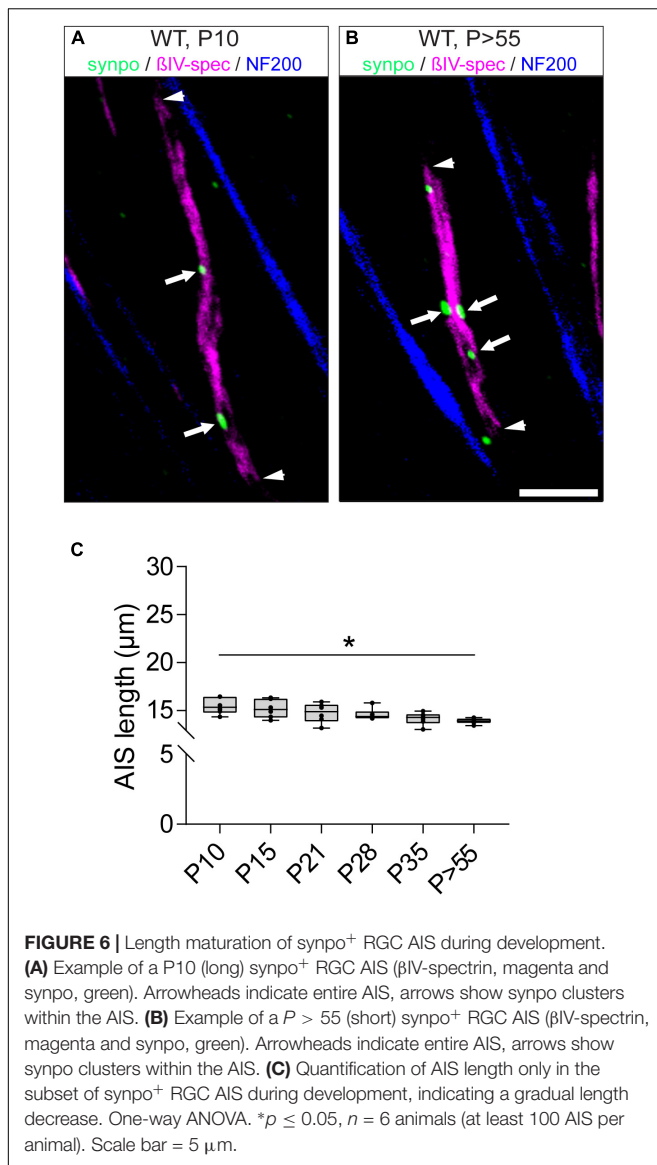 A WT, P10
synpo / ßIV-spec / NF200
B WT, P>55
synpo / ßIV-spec / NF200
C
30
25
20
15
5
0
AIS length (µm)
*
P10
P15
P21
P28
P35
P>55
FIGURE 6 | Length maturation of synpo⁺ RGC AIS during development.
(A) Example of a P10 (long) synpo⁺ RGC AIS (βIV-spectrin, magenta and
synpo, green). Arrowheads indicate entire AIS, arrows show synpo clusters
within the AIS. (B) Example of a P > 55 (short) synpo⁺ RGC AIS (βIV-spectrin,
magenta and synpo, green). Arrowheads indicate entire AIS, arrows show
synpo clusters within the AIS. (C) Quantification of AIS length only in the
subset of synpo⁺ RGC AIS during development, indicating a gradual length
decrease. One-way ANOVA. *p ≤ 0.05, n = 6 animals (at least 100 AIS per
animal). Scale bar = 5 µm.